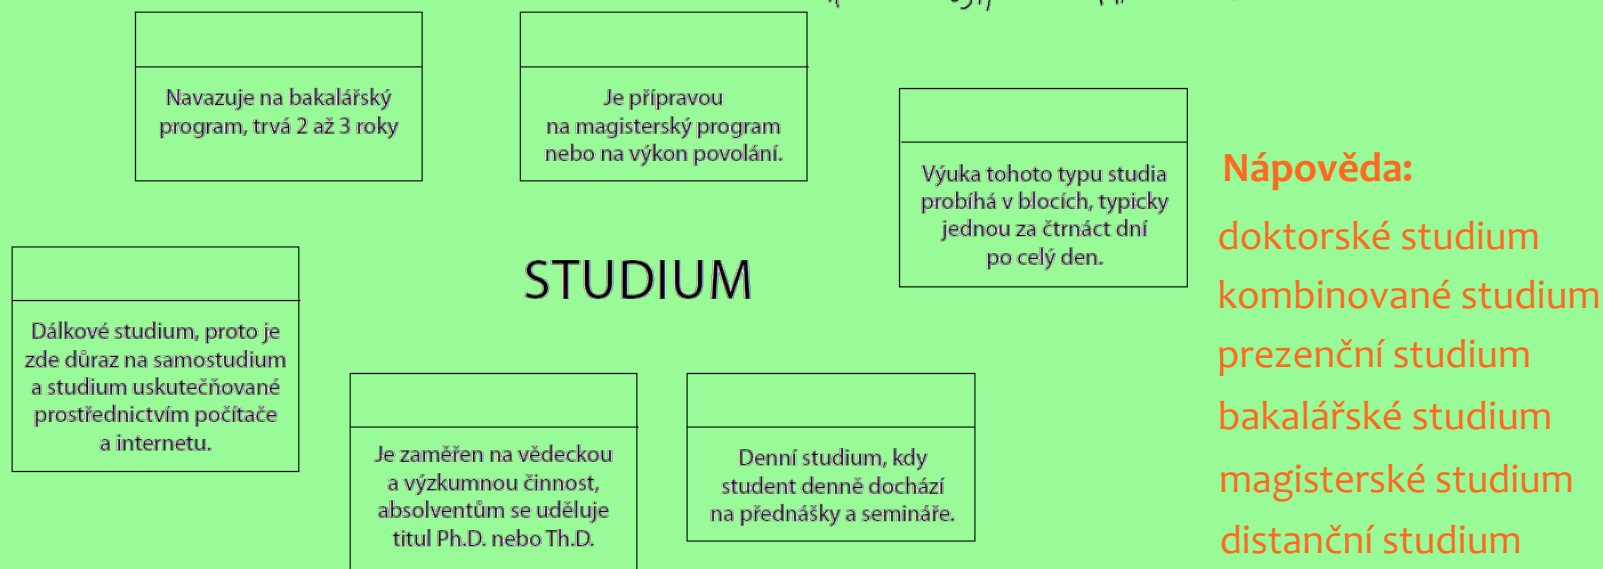 Navazuje na bakalářský
program, trvá 2 až 3 roky
Je přípravou
na magisterský program
nebo na výkon povolání.
Výuka tohoto typu studia
probíhá v blocích, typicky
jednou za čtrnáct dní
po celý den.
STUDIUM
Dálkové studium, proto je
zde důraz na samostudium
a studium uskutečňované
prostřednictvím počítače
a internetu.
Je zaměřen na vědeckou
a výzkumnou činnost,
absolventům se uděluje
titul Ph.D. nebo Th.D.
Denní studium, kdy
student denně dochází
na přednášky a semináře.
Nápověda:
doktorské studium
kombinované studium
prezenční studium
bakalářské studium
magisterské studium
distanční studium